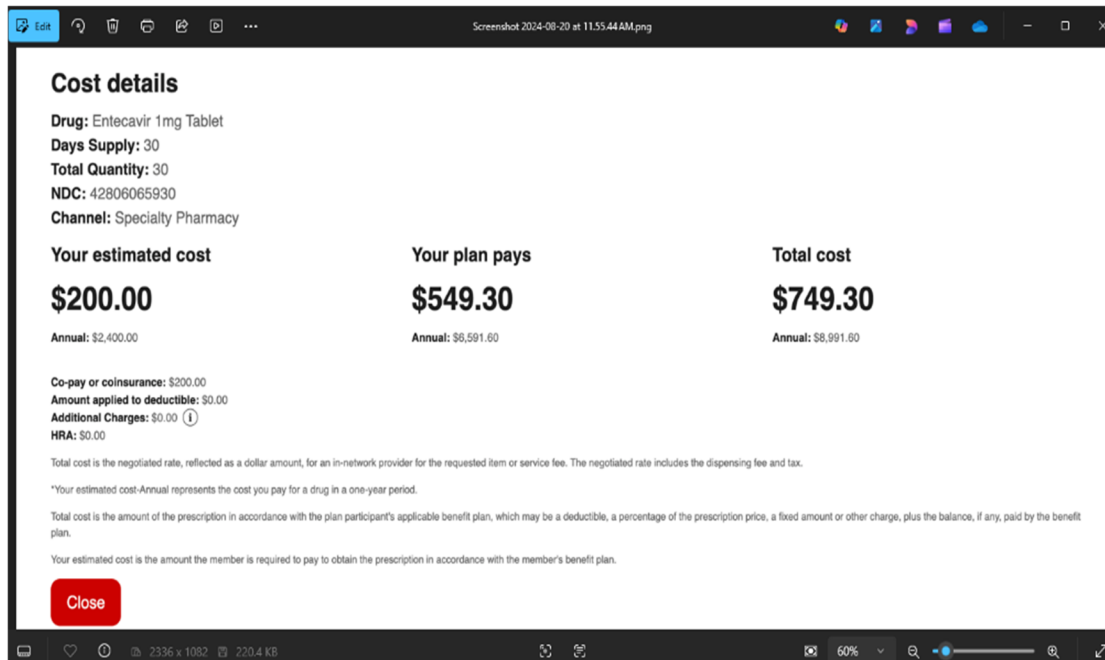 Edit
Screenshot 2024-08-20 at 11.55.44 AM.png
Cost details
Drug: Entecavir 1mg Tablet
Days Supply: 30
Total Quantity: 30
NDC: 42806065930
Channel: Specialty Pharmacy
Your estimated cost Your plan pays Total cost
$200.00 $549.30 $749.30
Annual: $2,400.00 Annual: $6,591.60 Annual: $8,991.60
Co-pay or coinsurance: $200.00
Amount applied to deductible: $0.00
Additional Charges: $0.00 i
HRA: $0.00
Total cost is the negotiated rate, reflected as a dollar amount, for an in-network provider for the requested item or service fee. The negotiated rate includes the dispensing fee and tax.
*Your estimated cost-Annual represents the cost you pay for a drug in a one-year period.
Total cost is the amount of the prescription in accordance with the plan participant's applicable benefit plan, which may be a deductible, a percentage of the prescription price, a fixed amount or other charge, plus the balance, if any, paid by the benefit
plan.
Your estimated cost is the amount the member is required to pay to obtain the prescription in accordance with the member's benefit plan.
Close
2336 x 1082 220.4 KB 60%